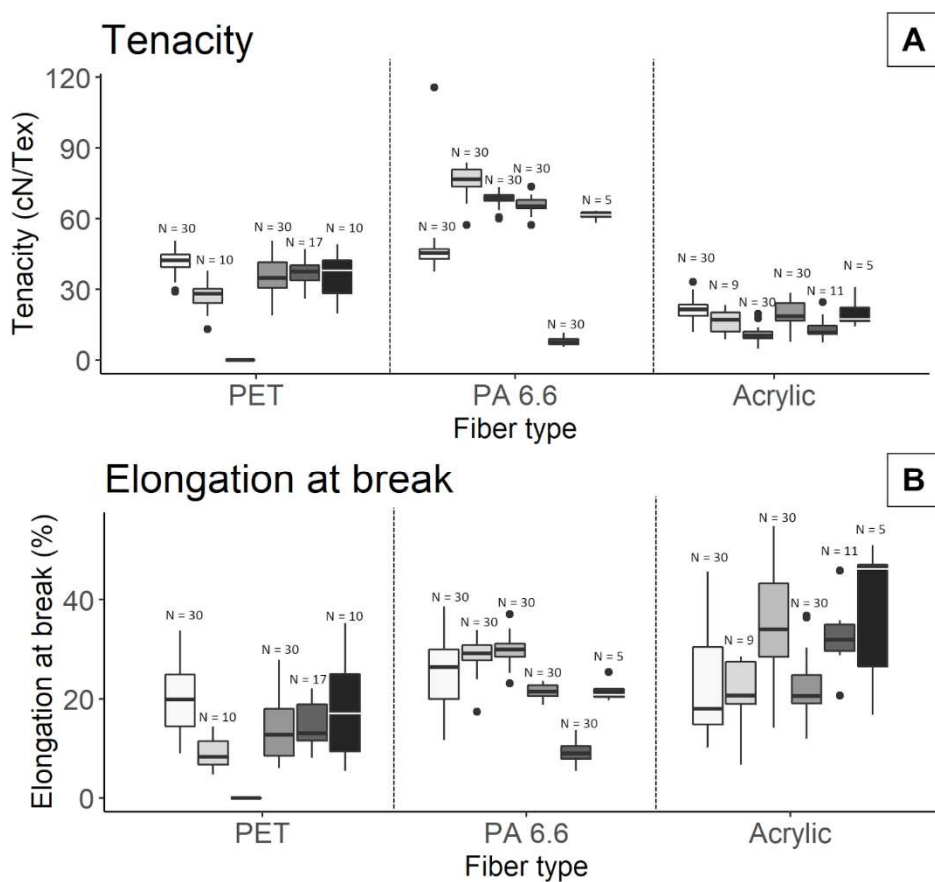 Tenacity
A
Tenacity (cN/Tex)
120
90
60
30
0
N = 30
N = 10
N = 30
N = 17
N = 10
N = 30
N = 30
N = 30
N = 30
N = 30
N = 5
N = 30
N = 9
N = 30
N = 30
N = 11
N = 5
PET
PA 6.6
Acrylic
Fiber type
Elongation at break
B
Elongation at break (%)
40
20
0
N = 30
N = 10
N = 30
N = 17
N = 10
N = 30
N = 30
N = 30
N = 30
N = 30
N = 5
N = 30
N = 9
N = 30
N = 30
N = 11
N = 5
PET
PA 6.6
Acrylic
Fiber type